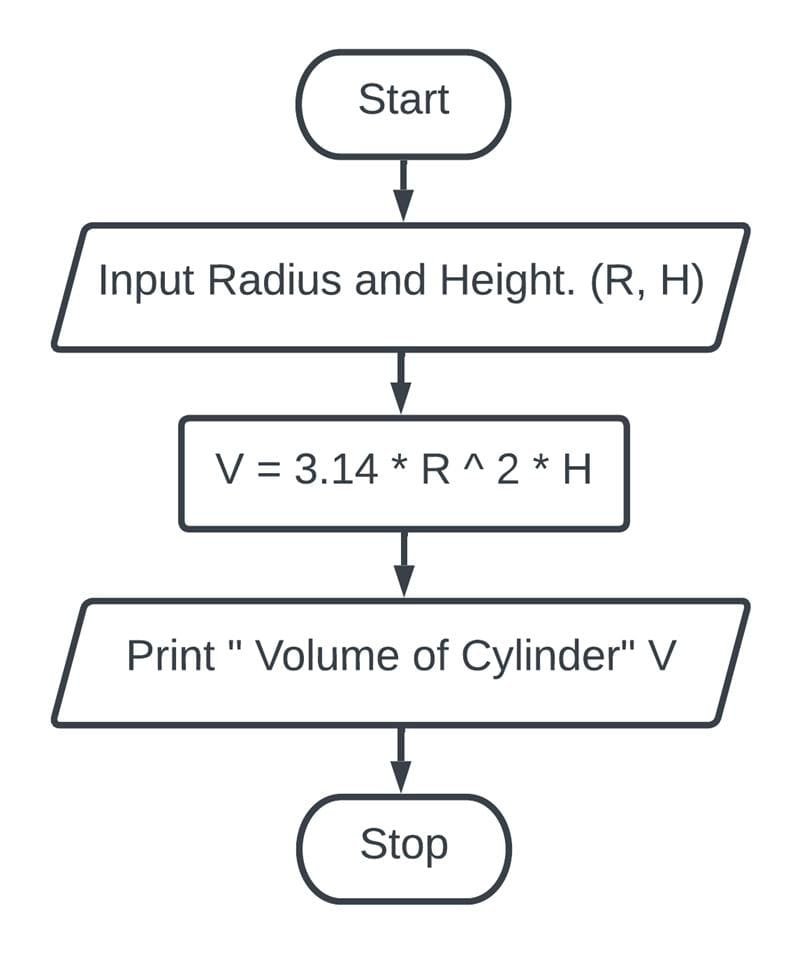 Start
Input Radius and Height. (R, H)
V = 3.14 * R ^ 2 * H
Print " Volume of Cylinder" V
Stop